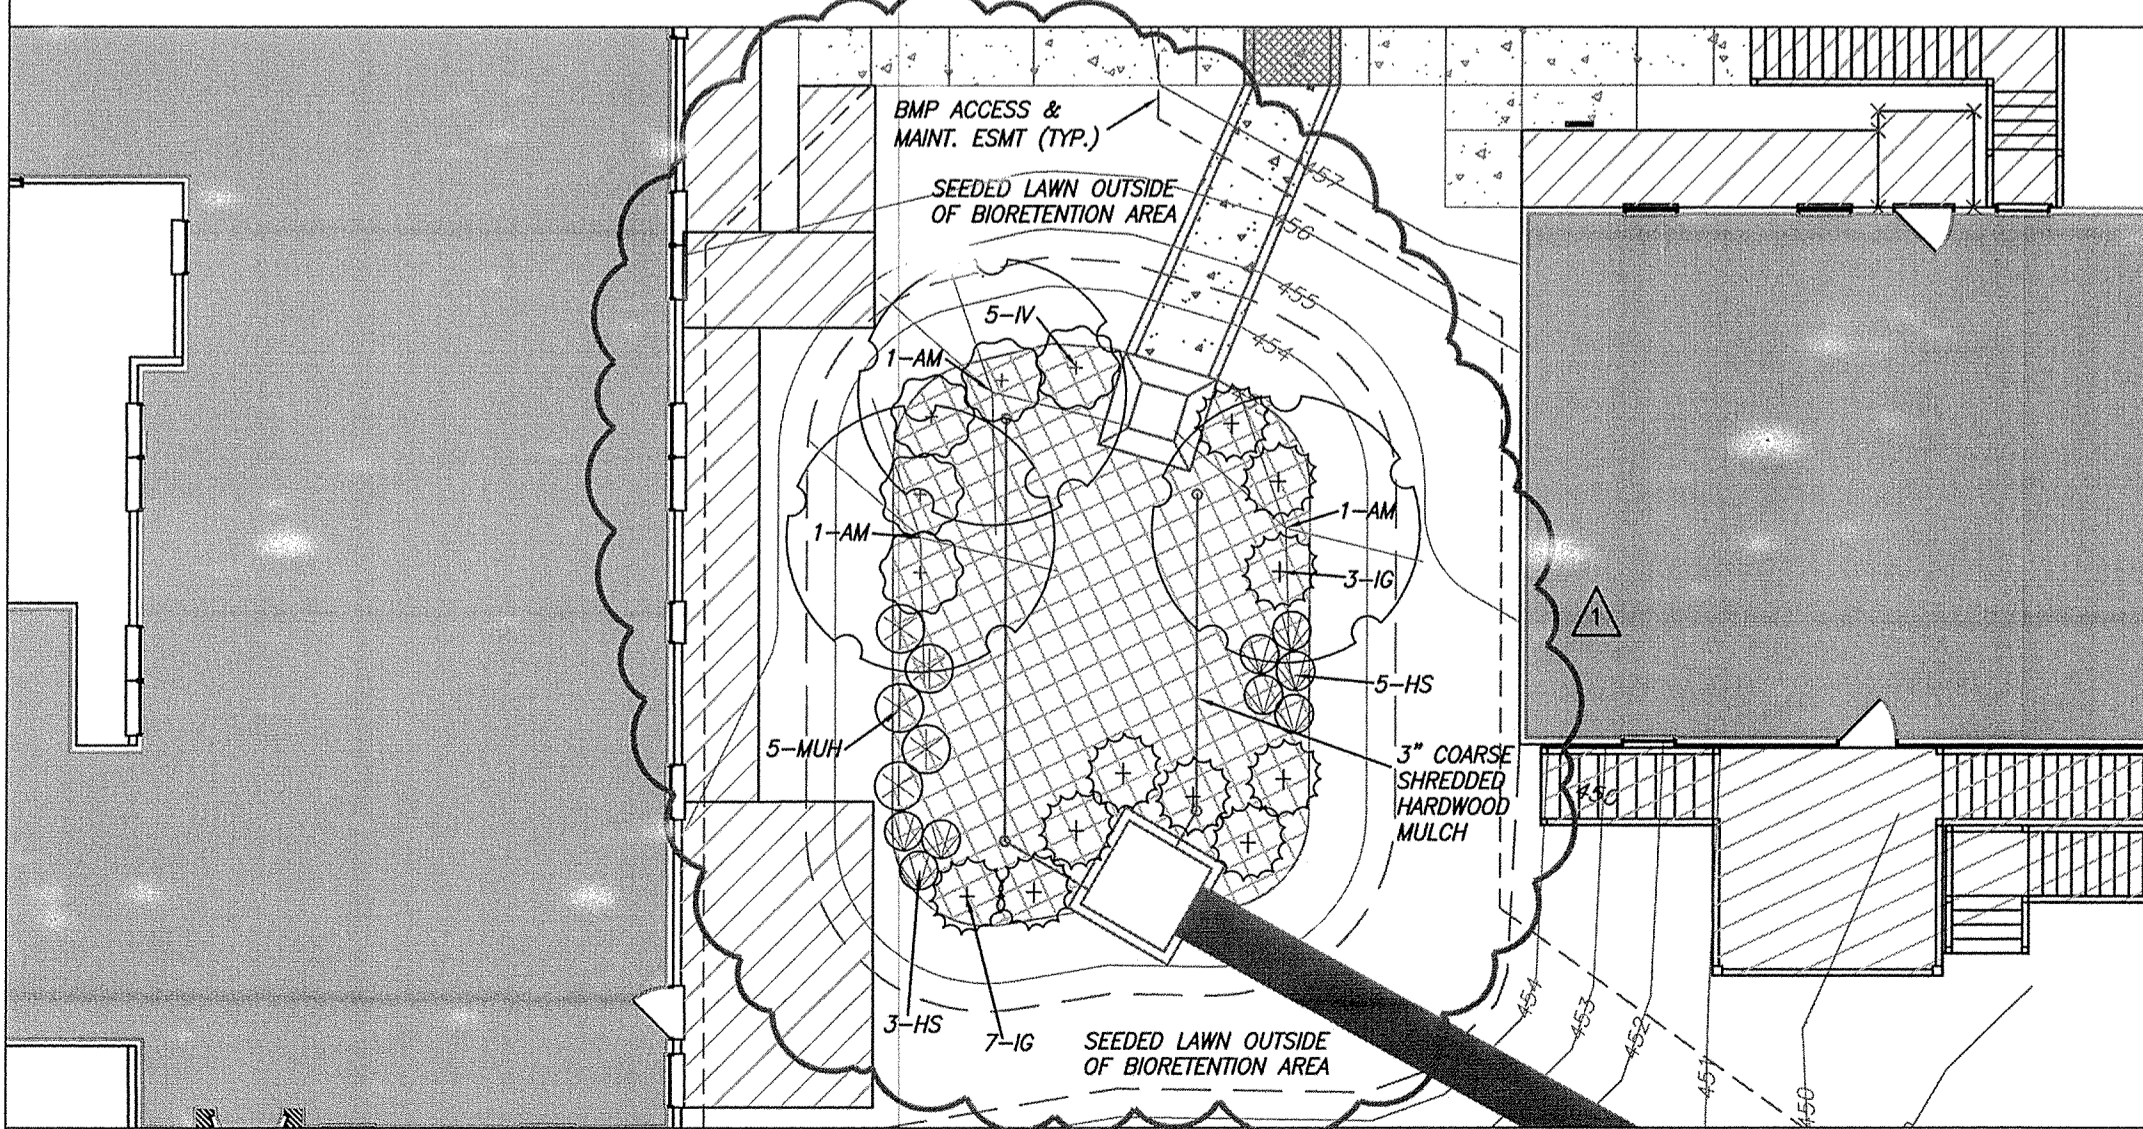 BMP ACCESS &
MAINT. ESMT (TYP.)
SEEDED LAWN OUTSIDE
OF BIORETENTION AREA
457
456
455
454
5-IV
1-AM
1-AM
1-AM
3-IG
1
5-HS
5-MUH
3" COARSE
SHREDDED
HARDWOOD
MULCH
450
3-HS
7-IG
SEEDED LAWN OUTSIDE
OF BIORETENTION AREA
454
453
452
451
450